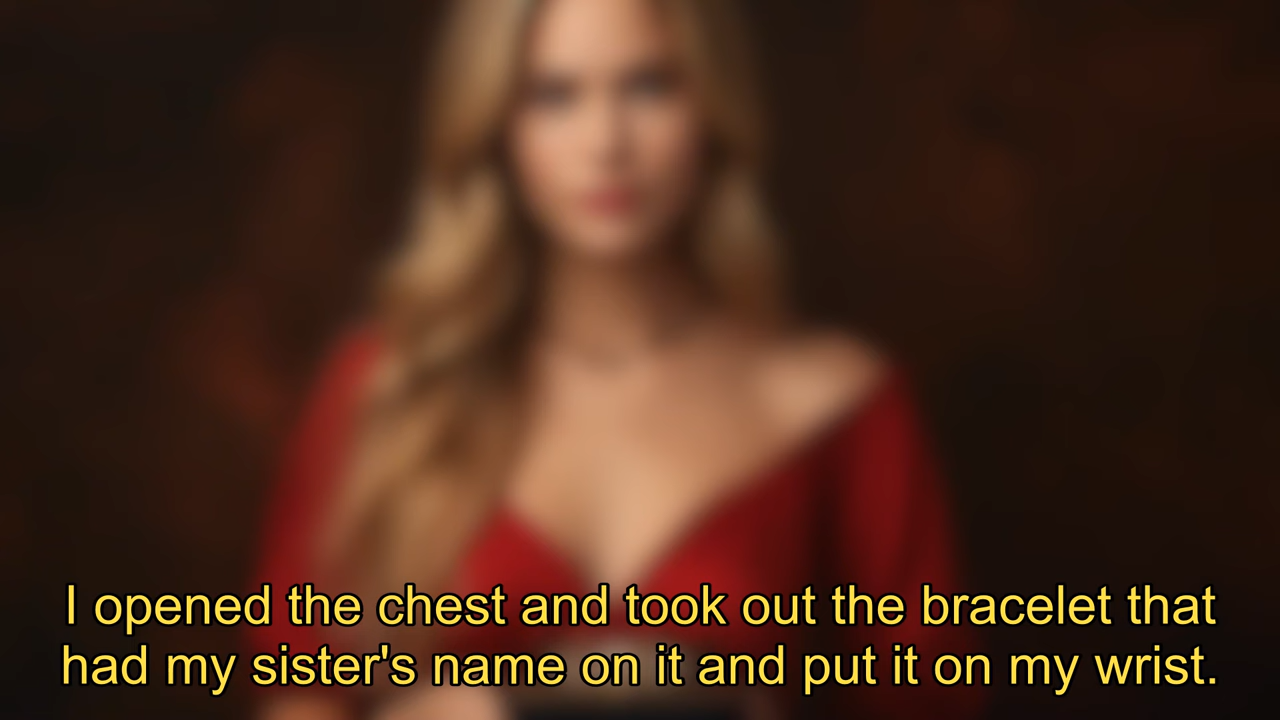 I opened the chest and took out the bracelet that
had my sister's name on it and put it on my wrist.